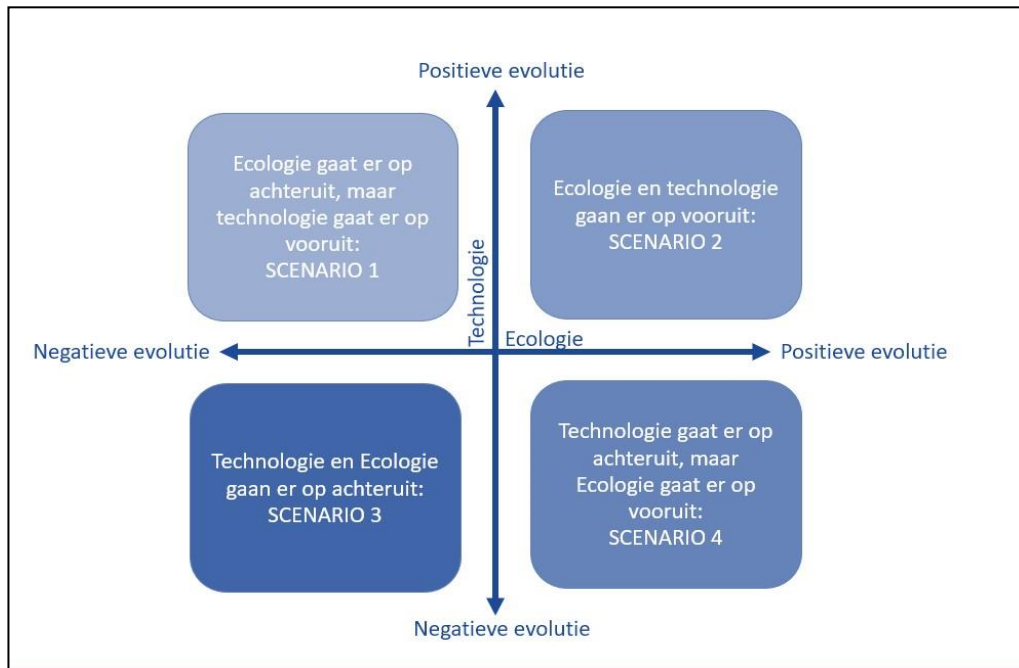 Positieve evolutie
Ecologie gaat er op
achteruit, maar
technologie gaat er op
vooruit:
SCENARIO 1
Ecologie en technologie
gaan er op vooruit:
SCENARIO 2
Technologie
Ecologie
Negatieve evolutie
Positieve evolutie
Technologie en Ecologie
gaan er op achteruit:
SCENARIO 3
Technologie gaat er op
achteruit, maar
Ecologie gaat er op
vooruit:
SCENARIO 4
Negatieve evolutie